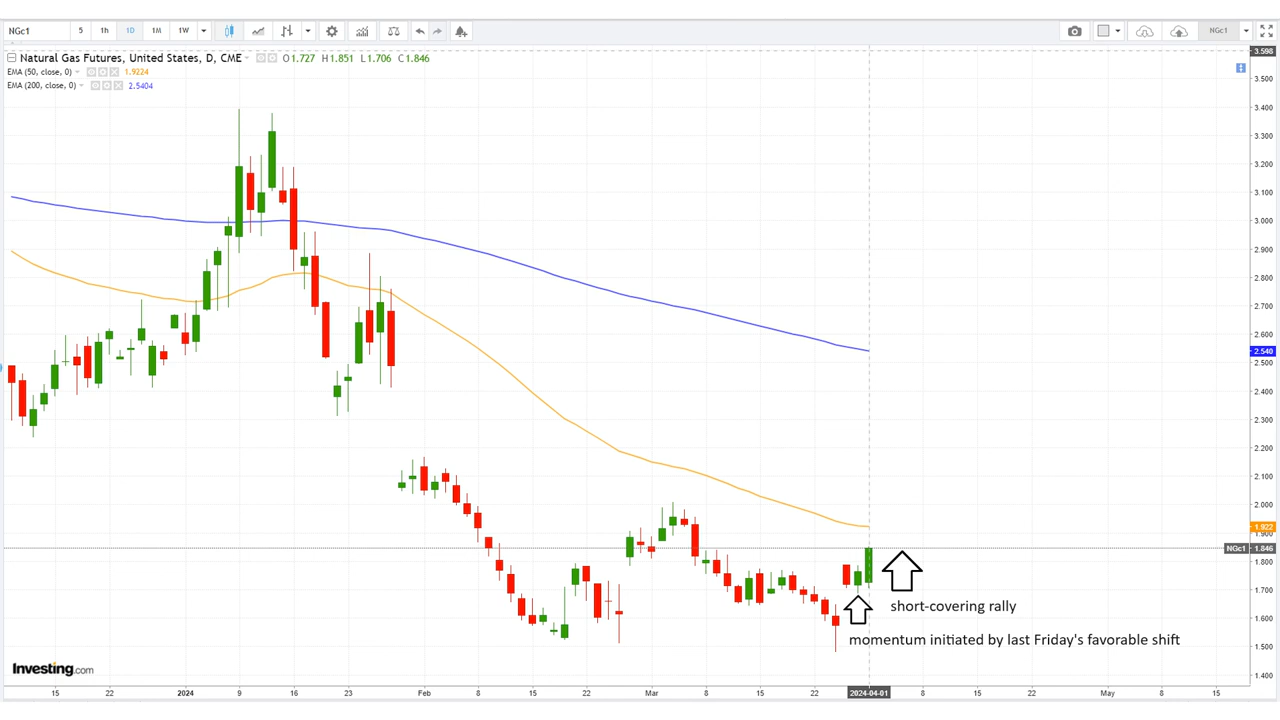 NGc1 5 1h 1D 1M 1W NGc1
Natural Gas Futures, United States, D, CME O1.727 H1.851 L1.706 C1.846
EMA (50, close, 0) 1.9224
EMA (200, close, 0) 2.5404
3.598
3.500
3.400
3.300
3.200
3.100
3.000
2.900
2.800
2.700
2.600
2.540
2.500
2.400
2.300
2.200
2.100
2.000
1.922
1.900
NGc1 1.846
1.800
1.700
1.600
1.500
1.400
short-covering rally
momentum initiated by last Friday's favorable shift
Investing.com
15 22 2024 9 16 23 Feb 8 15 22 Mar 8 15 22 2024-04-01 8 15 22 May 8 15